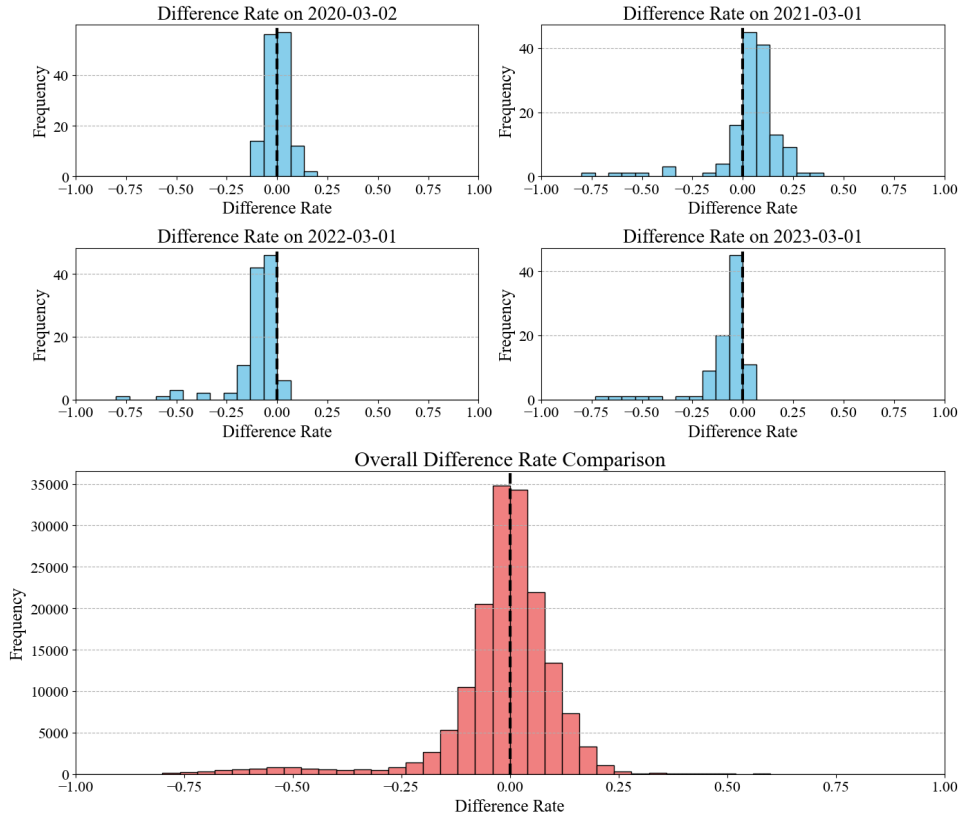 Difference Rate on 2020-03-02
Frequency
40
20
0
−1.00 −0.75 −0.50 −0.25 0.00 0.25 0.50 0.75 1.00
Difference Rate
Difference Rate on 2021-03-01
Frequency
40
20
0
−1.00 −0.75 −0.50 −0.25 0.00 0.25 0.50 0.75 1.00
Difference Rate
Difference Rate on 2022-03-01
Frequency
40
20
0
−1.00 −0.75 −0.50 −0.25 0.00 0.25 0.50 0.75 1.00
Difference Rate
Difference Rate on 2023-03-01
Frequency
40
20
0
−1.00 −0.75 −0.50 −0.25 0.00 0.25 0.50 0.75 1.00
Difference Rate
Overall Difference Rate Comparison
Frequency
35000
30000
25000
20000
15000
10000
5000
0
−1.00 −0.75 −0.50 −0.25 0.00 0.25 0.50 0.75 1.00
Difference Rate